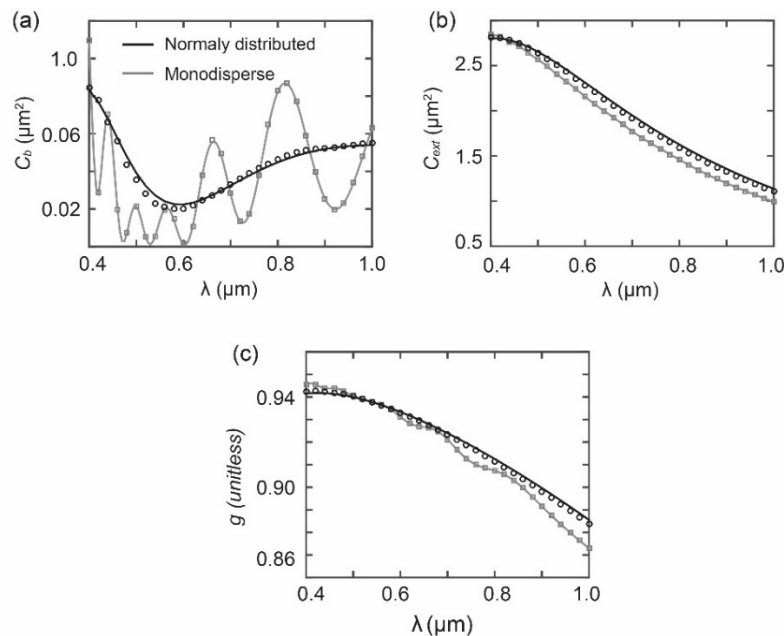 (a)
C_b (μm²)
1.0
0.06
0.02
Normaly distributed
Monodisperse
0.4 0.6 0.8 1.0
λ (μm)
(b)
C_ext (μm²)
2.5
1.5
0.5
0.4 0.6 0.8 1.0
λ (μm)
(c)
g (unitless)
0.94
0.90
0.86
0.4 0.6 0.8 1.0
λ (μm)